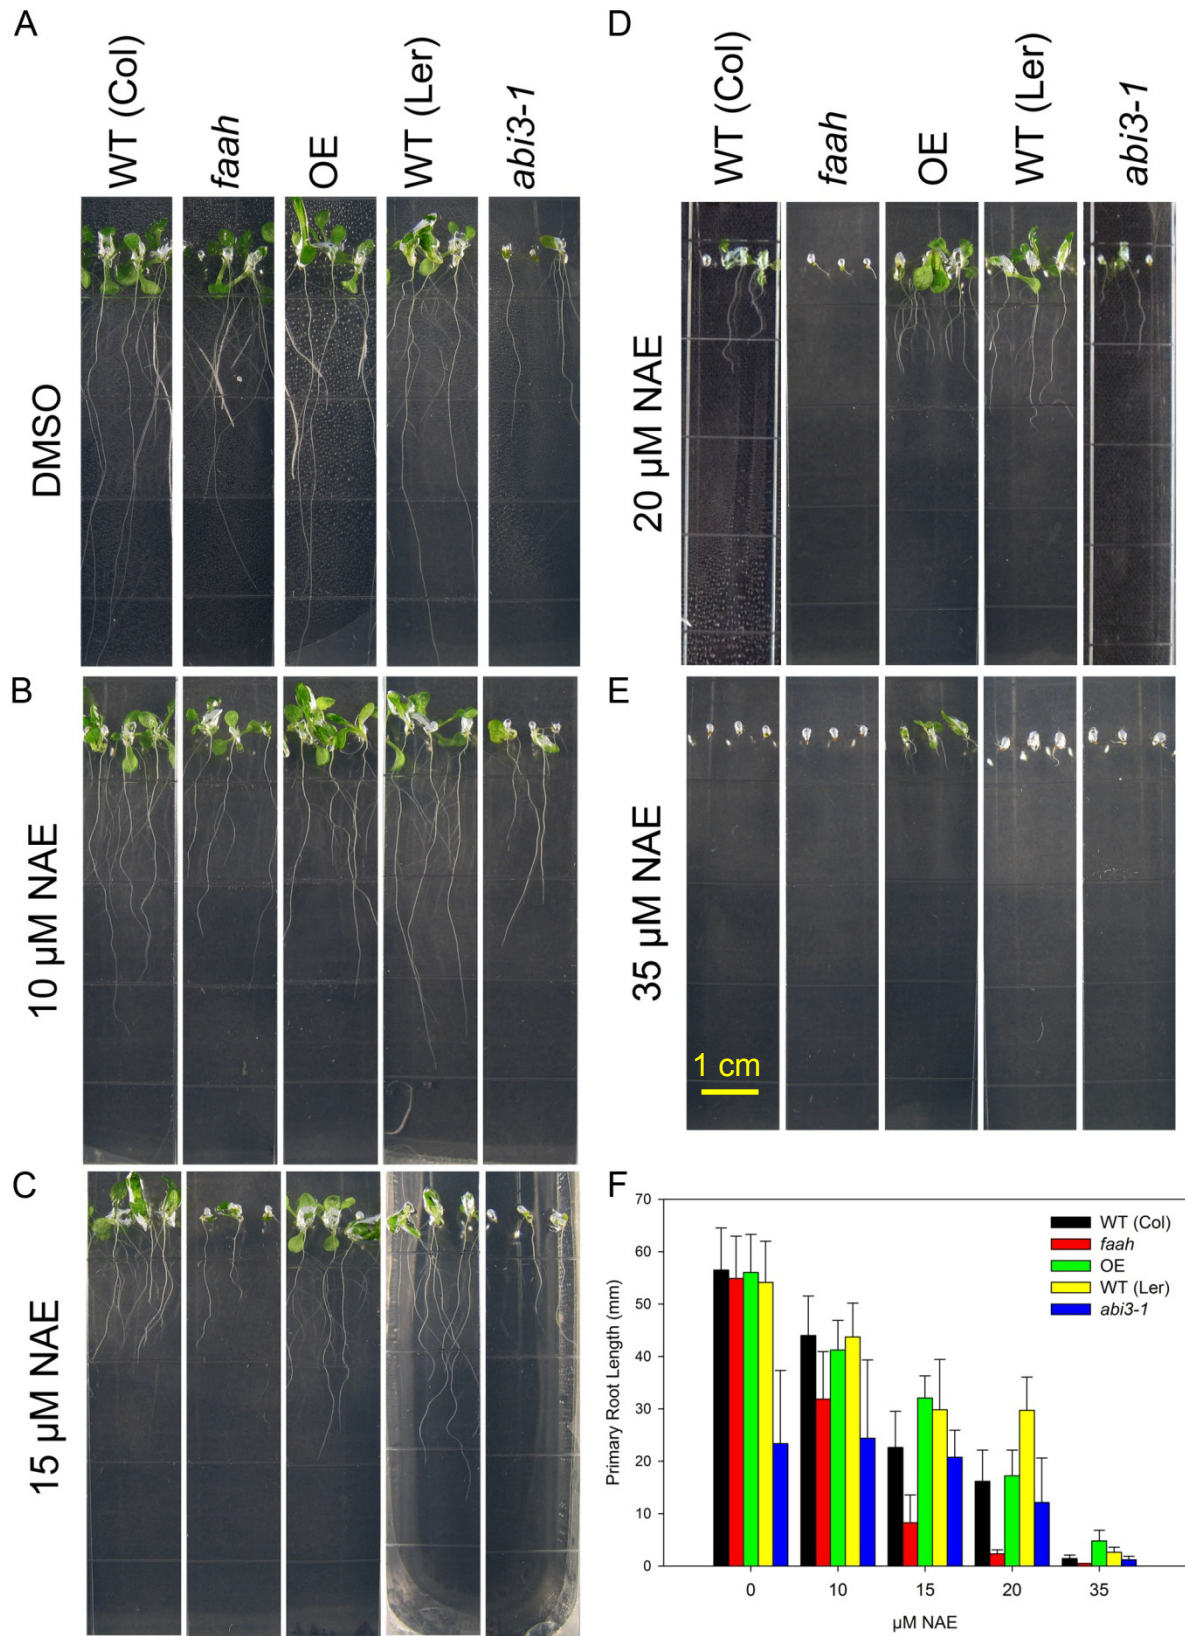 A
WT (Col)
faah
OE
WT (Ler)
abi3-1
DMSO
B
10 µM NAE
C
15 µM NAE
D
WT (Col)
faah
OE
WT (Ler)
abi3-1
20 µM NAE
E
35 µM NAE
1 cm
F
70
60
50
40
30
20
10
0
Primary Root Length (mm)
WT (Col)
faah
OE
WT (Ler)
abi3-1
0 10 15 20 35
µM NAE